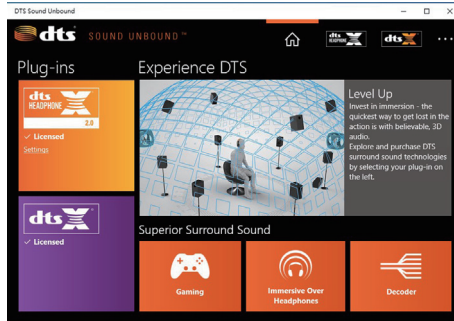 DTS Sound Unbound
dts SOUND UNBOUND™
dts HEADPHONE X
dts X
Plug-ins
dts
HEADPHONE X
2.0
✓ Licensed
Settings
dts X
✓ Licensed
Experience DTS
Level Up
Invest in immersion - the
quickest way to get lost in the
action is with believable, 3D
audio.
Explore and purchase DTS
surround sound technologies
by selecting your plug-in on
the left.
Superior Surround Sound
Gaming
Immersive Over
Headphones
Decoder